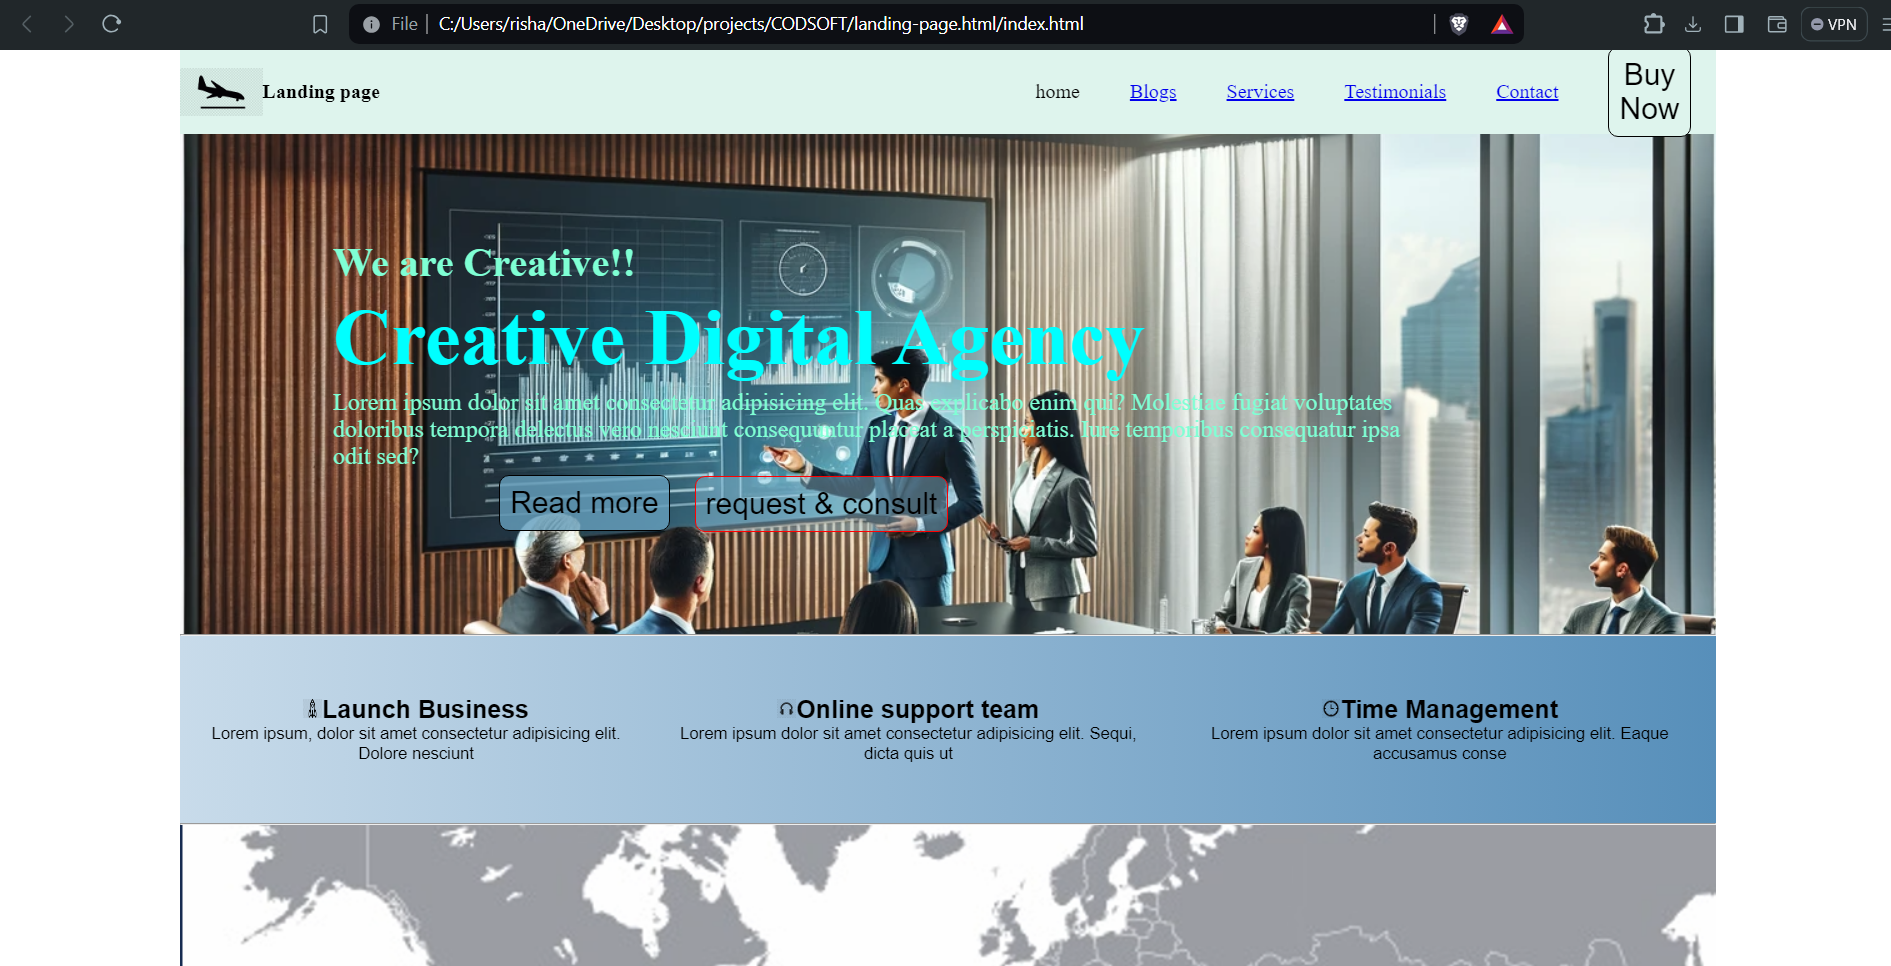 File
C:/Users/risha/OneDrive/Desktop/projects/CODSOFT/landing-page.html/index.html
VPN
Landing page
home
Blogs
Services
Testimonials
Contact
Buy
Now
We are Creative!!
Creative Digital Agency
Lorem ipsum dolor sit amet consectetur adipisicing elit. Quas explicabo enim qui? Molestiae fugiat voluptates
doloribus tempora delectus vero nesciunt consequuntur placeat a perspiciatis. Iure temporibus consequatur ipsa
odit sed?
Read more
request & consult
Launch Business
Lorem ipsum, dolor sit amet consectetur adipisicing elit.
Dolore nesciunt
Online support team
Lorem ipsum dolor sit amet consectetur adipisicing elit. Sequi,
dicta quis ut
Time Management
Lorem ipsum dolor sit amet consectetur adipisicing elit. Eaque
accusamus conse